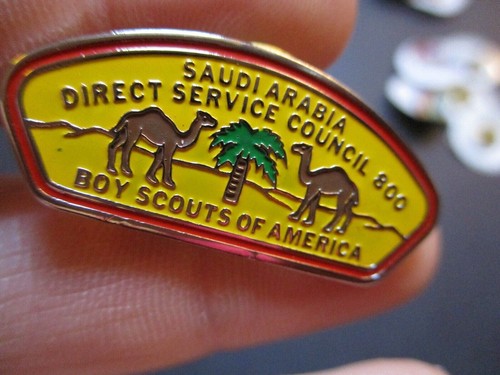 SAUDI ARABIA
DIRECT SERVICE COUNCIL 800
BOY SCOUTS OF AMERICA